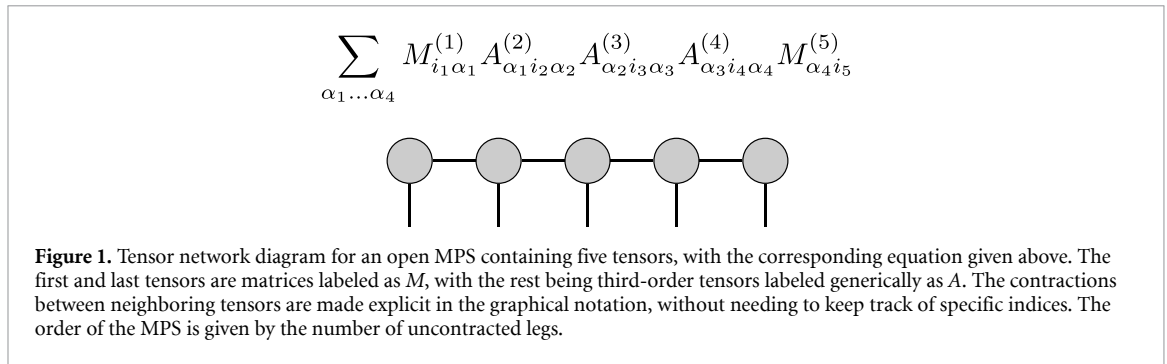 ∑ M^{(1)}_{i_1α_1} A^{(2)}_{α_1i_2α_2} A^{(3)}_{α_2i_3α_3} A^{(4)}_{α_3i_4α_4} M^{(5)}_{α_4i_5}
α_1...α_4
Figure 1. Tensor network diagram for an open MPS containing five tensors, with the corresponding equation given above. The
first and last tensors are matrices labeled as M, with the rest being third-order tensors labeled generically as A. The contractions
between neighboring tensors are made explicit in the graphical notation, without needing to keep track of specific indices. The
order of the MPS is given by the number of uncontracted legs.